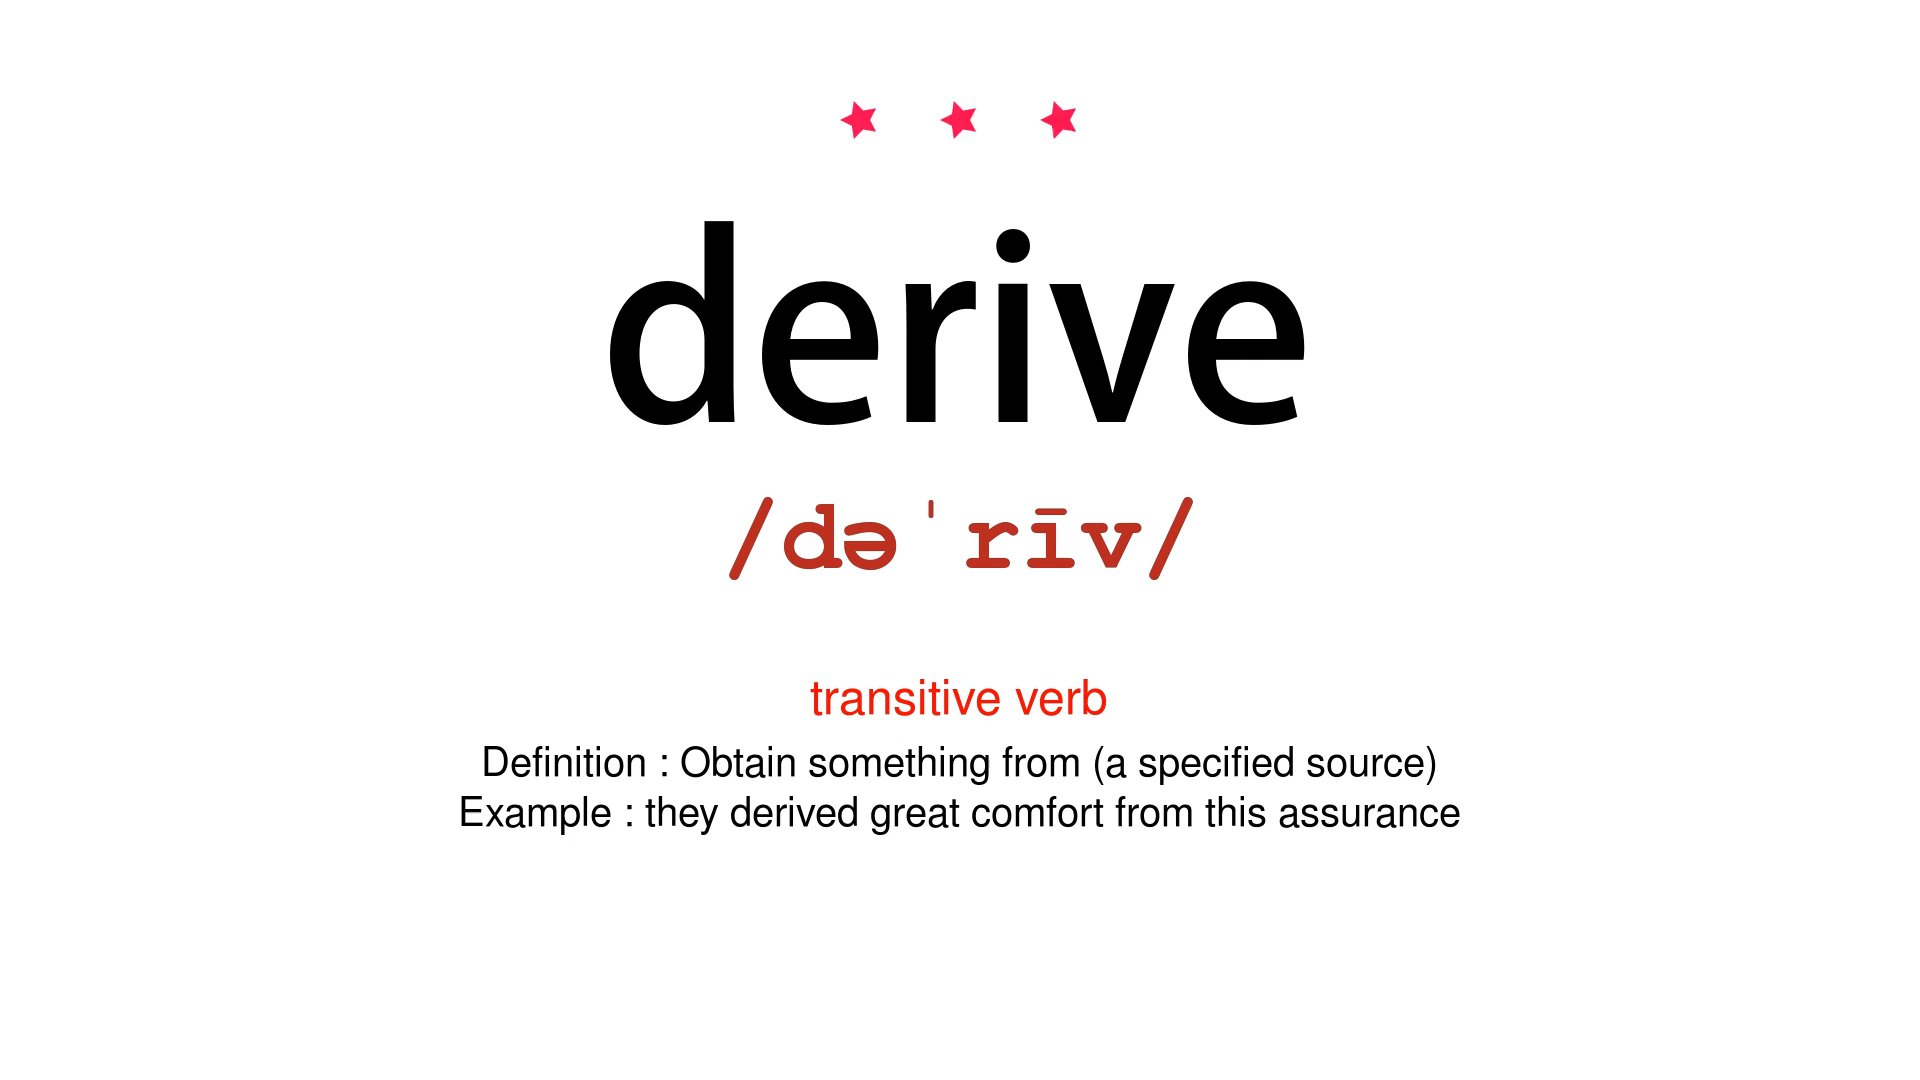 derive
/dəˈrīv/
transitive verb
Definition : Obtain something from (a specified source)
Example : they derived great comfort from this assurance